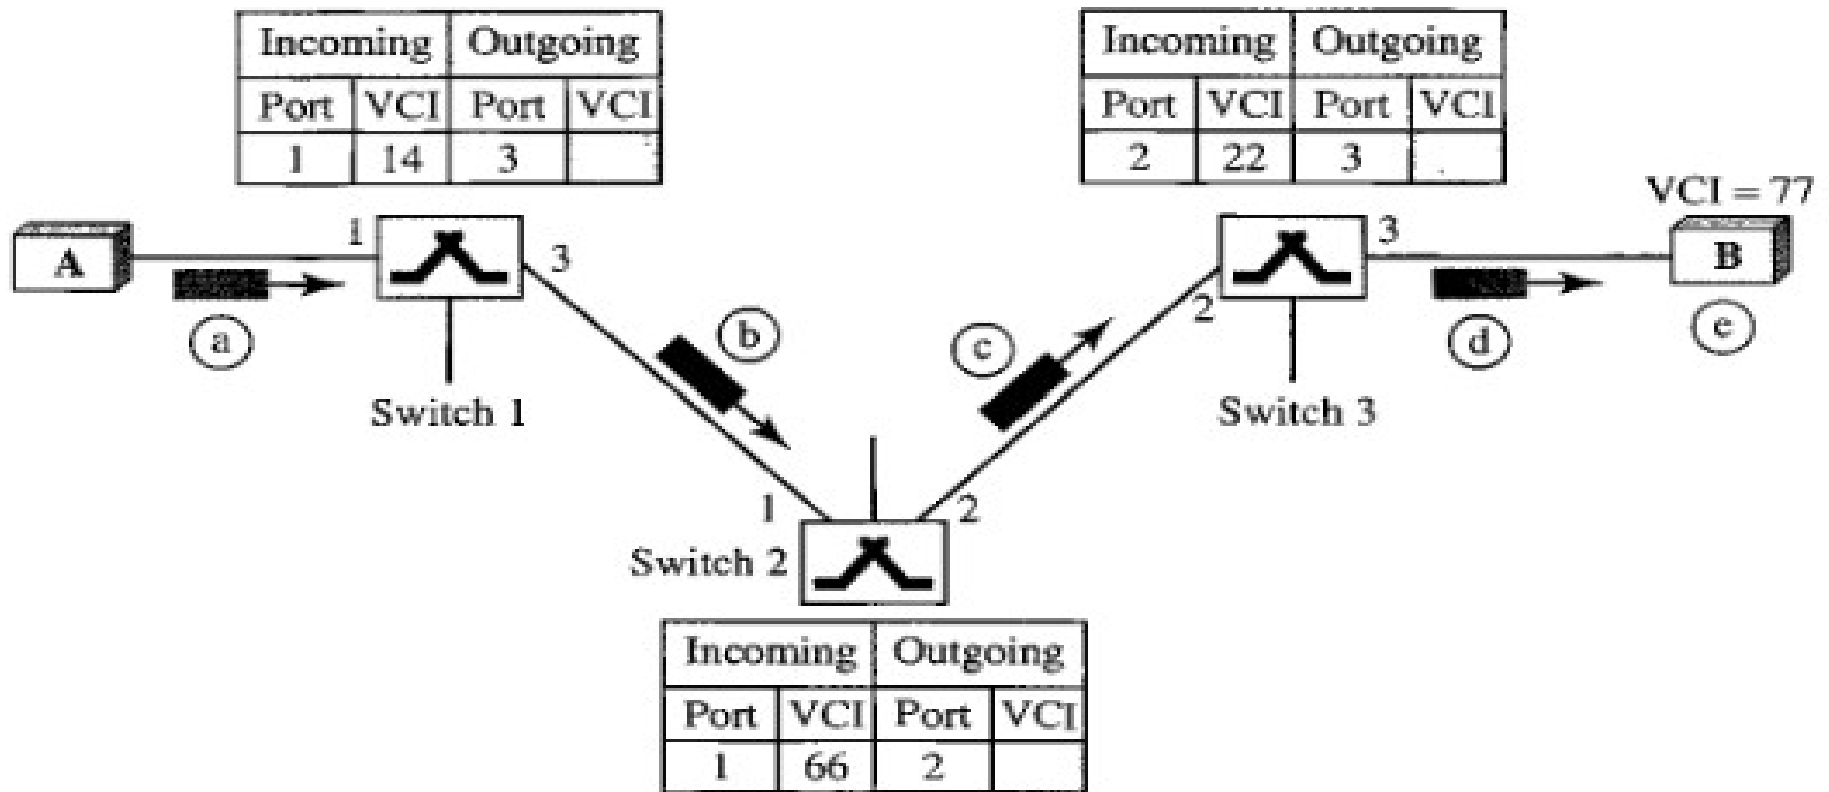 Incoming Outgoing
Port VCI Port VCI
1 14 3
Incoming Outgoing
Port VCI Port VCI
2 22 3
VCI = 77
A
1
3
3
B
2
a
b
c
d
e
Switch 1
Switch 3
1
2
Switch 2
Incoming Outgoing
Port VCI Port VCI
1 66 2